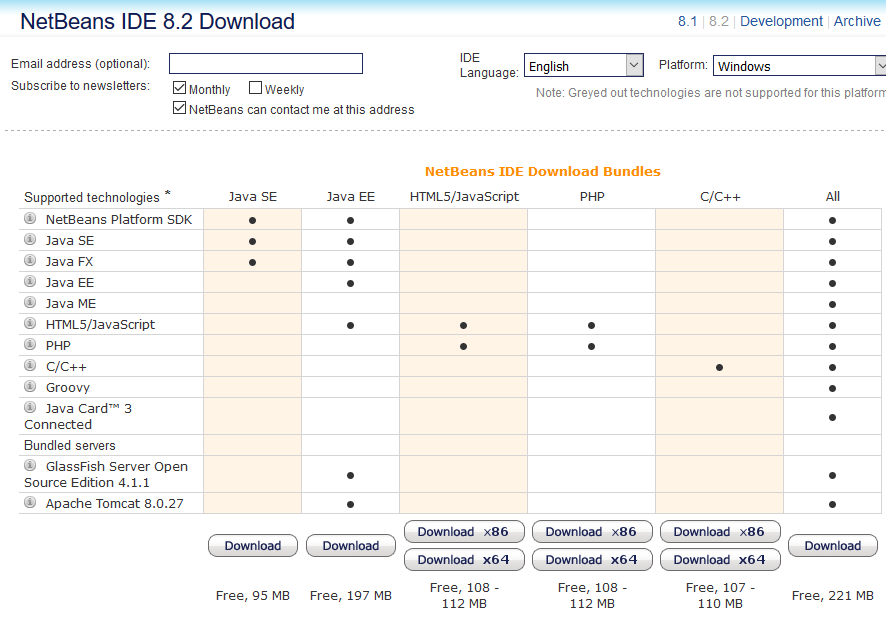 NetBeans IDE 8.2 Download
8.1 | 8.2 | Development | Archive
Email address (optional):
IDE Language: English
Platform: Windows
Subscribe to newsletters:
Monthly Weekly
NetBeans can contact me at this address
Note: Greyed out technologies are not supported for this platform
NetBeans IDE Download Bundles
Supported technologies * Java SE Java EE HTML5/JavaScript PHP C/C++ All
NetBeans Platform SDK • • •
Java SE • • •
Java FX • • •
Java EE • •
Java ME •
HTML5/JavaScript • • • •
PHP • • •
C/C++ • •
Groovy •
Java Card™ 3
Connected •
Bundled servers
GlassFish Server Open
Source Edition 4.1.1 • •
Apache Tomcat 8.0.27 • •
Download Download Download x86 Download x86 Download x86 Download
Download x64 Download x64 Download x64
Free, 95 MB Free, 197 MB Free, 108 - 112 MB Free, 108 - 112 MB Free, 107 - 110 MB Free, 221 MB